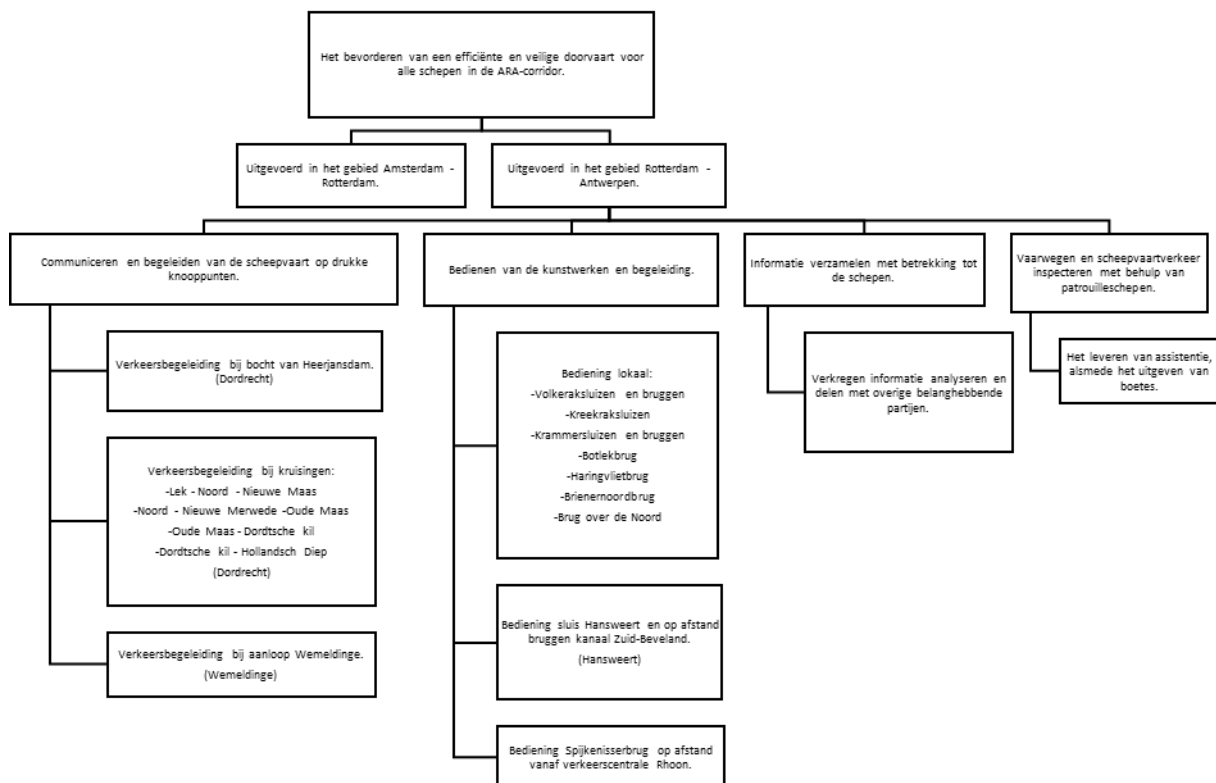 Het bevorderen van een efficiënte en veilige doorvaart voor
alle schepen in de ARA-corridor.
Uitgevoerd in het gebied Amsterdam -
Rotterdam.
Uitgevoerd in het gebied Rotterdam -
Antwerpen.
Communiceren en begeleiden van de scheepvaart op drukke
knooppunten.
Verkeersbegeleiding bij bocht van Heerjansdam.
(Dordrecht)
Verkeersbegeleiding bij kruisingen:
-Lek - Noord - Nieuwe Maas
-Noord - Nieuwe Merwede -Oude Maas
-Oude Maas - Dordtsche kil
-Dordtsche kil - Hollandsch Diep
(Dordrecht)
Verkeersbegeleiding bij aanloop Wemeldinge.
(Wemeldinge)
Bedienen van de kunstwerken en begeleiding.
Bediening lokaal:
-Volkeraksluizen en bruggen
-Kreekraksluizen
-Krammersluizen en bruggen
-Botlekbrug
-Haringvlietbrug
-Brienernoordbrug
-Brug over de Noord
Bediening sluis Hansweert en op afstand
bruggen kanaal Zuid-Beveland.
(Hansweert)
Bediening Spijkenisserbrug op afstand
vanaf verkeerscentrale Rhoon.
Informatie verzamelen met betrekking tot
de schepen.
Verkregen informatie analyseren en
delen met overige belanghebbende
partijen.
Vaarwegen en scheepvaartverkeer
inspecteren met behulp van
patrouilleschepen.
Het leveren van assistentie,
alsmede het uitgeven van
boetes.